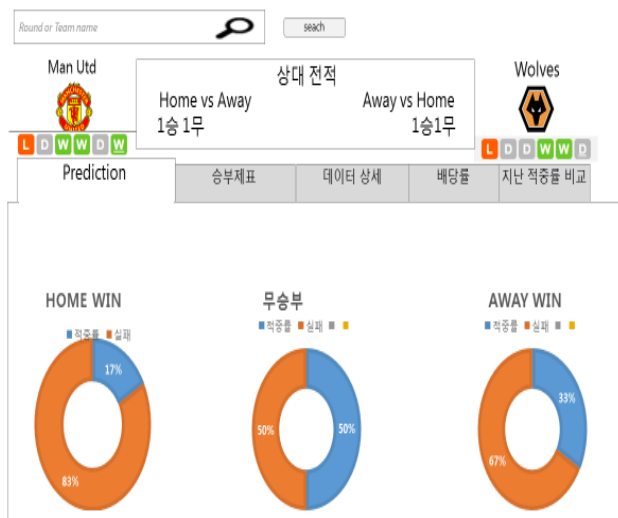 Round or Team name
seach
Man Utd
상대 전적
Wolves
Home vs Away
Away vs Home
1승 1무
1승1무
L D W W D W
L D D W W D
Prediction
승부제표
데이터 상세
배당률
지난 적중률 비교
HOME WIN
무승부
AWAY WIN
적중률 실패
적중률 실패
적중률 실패
17%
83%
50%
50%
33%
67%